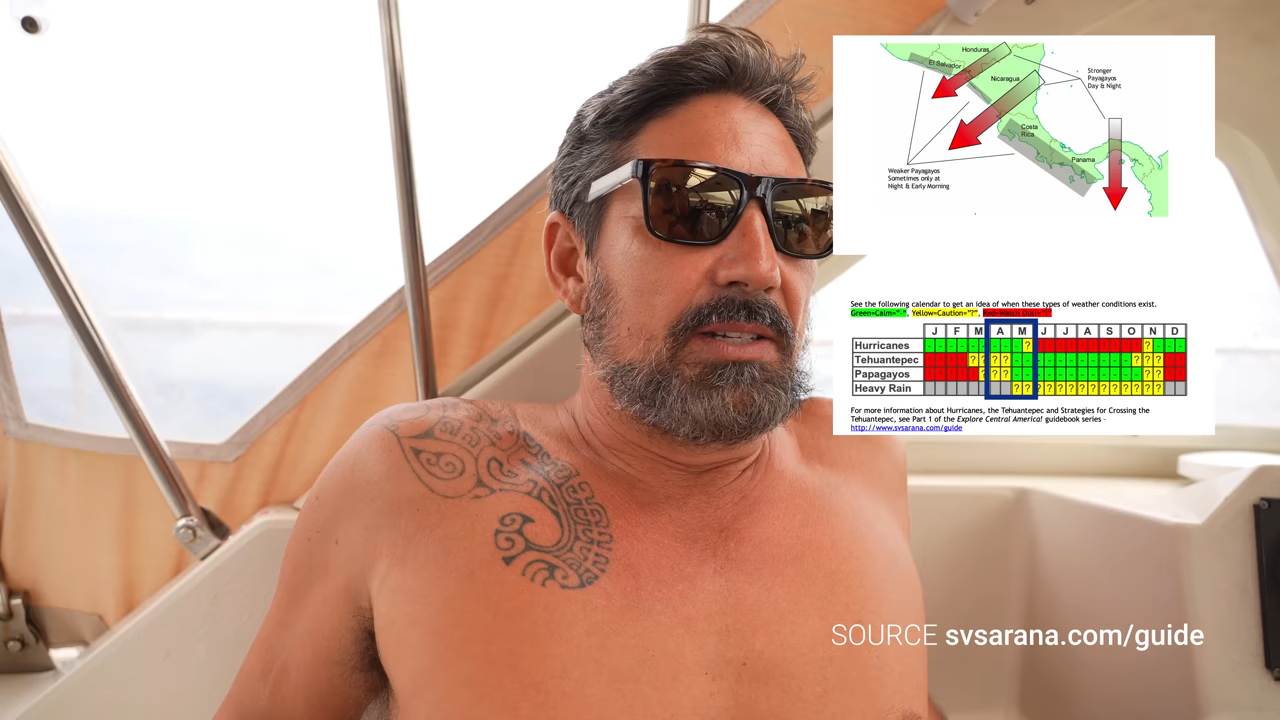 Honduras
El Salvador
Nicaragua
Stronger
Payagayos
Day & Night
Costa
Rica
Panama
Weaker Payagayos
Sometimes only at
Night & Early Morning
See the following calendar to get an idea of when these types of weather conditions exist.
Green=Calm="-", Yellow=Caution="?", Red=Watch Out!="!"
J F M A M J J A S O N D
Hurricanes
Tehuantepec
Papagayos
Heavy Rain
For more information about Hurricanes, the Tehuantepec and Strategies for Crossing the
Tehuantepec, see Part 1 of the Explore Central America! guidebook series -
http://www.svsarana.com/guide
SOURCE svsarana.com/guide